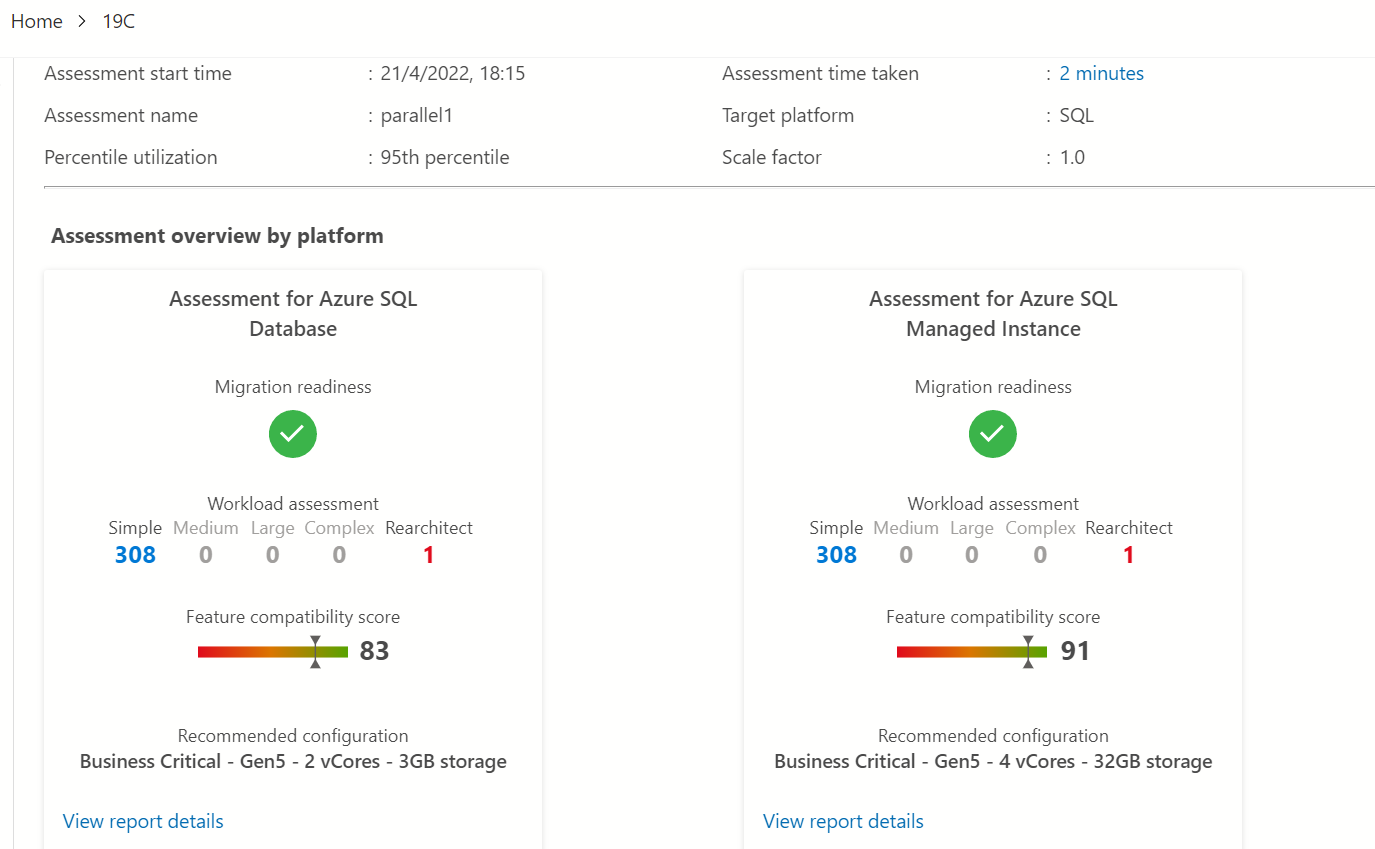 Home > 19C
Assessment start time : 21/4/2022, 18:15 Assessment time taken : 2 minutes
Assessment name : parallel1 Target platform : SQL
Percentile utilization : 95th percentile Scale factor : 1.0
Assessment overview by platform
Assessment for Azure SQL
Database
Migration readiness
Workload assessment
Simple Medium Large Complex Rearchitect
308 0 0 0 1
Feature compatibility score
83
Recommended configuration
Business Critical - Gen5 - 2 vCores - 3GB storage
View report details
Assessment for Azure SQL
Managed Instance
Migration readiness
Workload assessment
Simple Medium Large Complex Rearchitect
308 0 0 0 1
Feature compatibility score
91
Recommended configuration
Business Critical - Gen5 - 4 vCores - 32GB storage
View report details